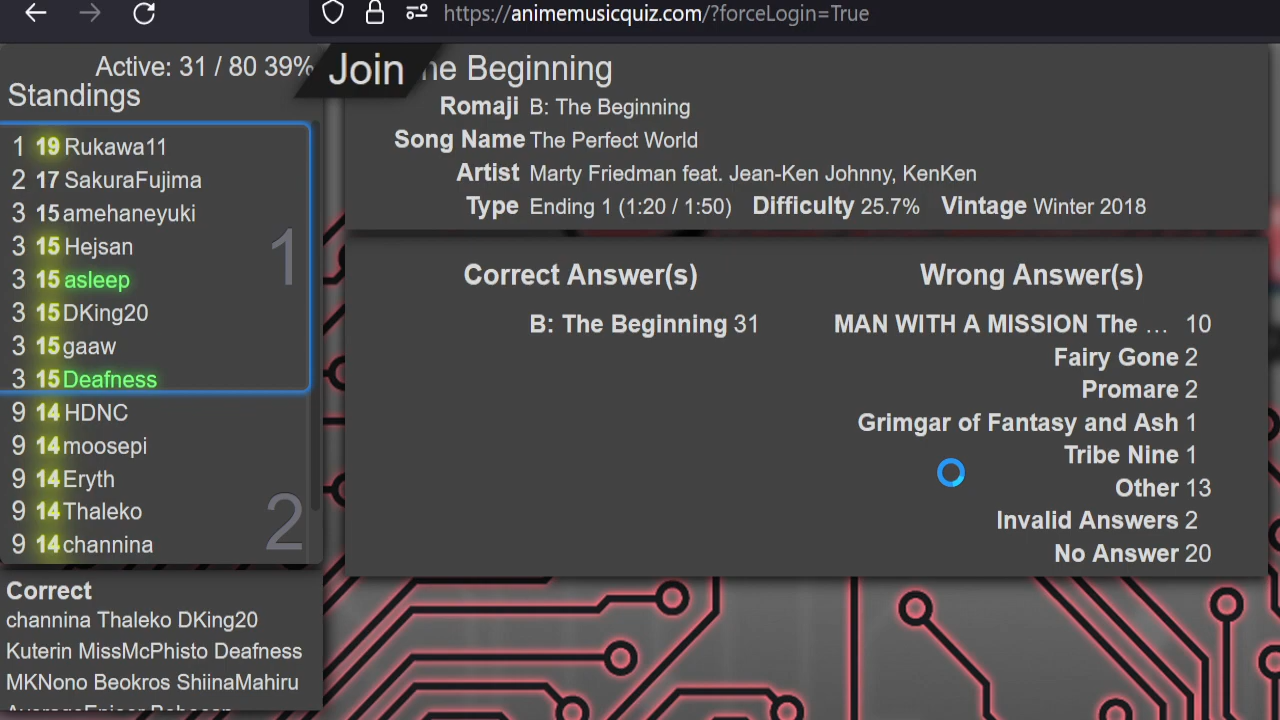 https://animemusicquiz.com/?forceLogin=True
Active: 31 / 80 39%
Standings
1 19 Rukawa11
2 17 SakuraFujima
3 15 amehaneyuki
3 15 Hejsan
3 15 asleep
3 15 DKing20
3 15 gaaw
3 15 Deafness
1
9 14 HDNC
9 14 moosepi
9 14 Eryth
9 14 Thaleko
9 14 channina
2
Correct
channina Thaleko DKing20
Kuterin MissMcPhisto Deafness
MKNono Beokros ShiinaMahiru
Join
he Beginning
Romaji B: The Beginning
Song Name The Perfect World
Artist Marty Friedman feat. Jean-Ken Johnny, KenKen
Type Ending 1 (1:20 / 1:50) Difficulty 25.7% Vintage Winter 2018
Correct Answer(s)
B: The Beginning 31
Wrong Answer(s)
MAN WITH A MISSION The ... 10
Fairy Gone 2
Promare 2
Grimgar of Fantasy and Ash 1
Tribe Nine 1
Other 13
Invalid Answers 2
No Answer 20